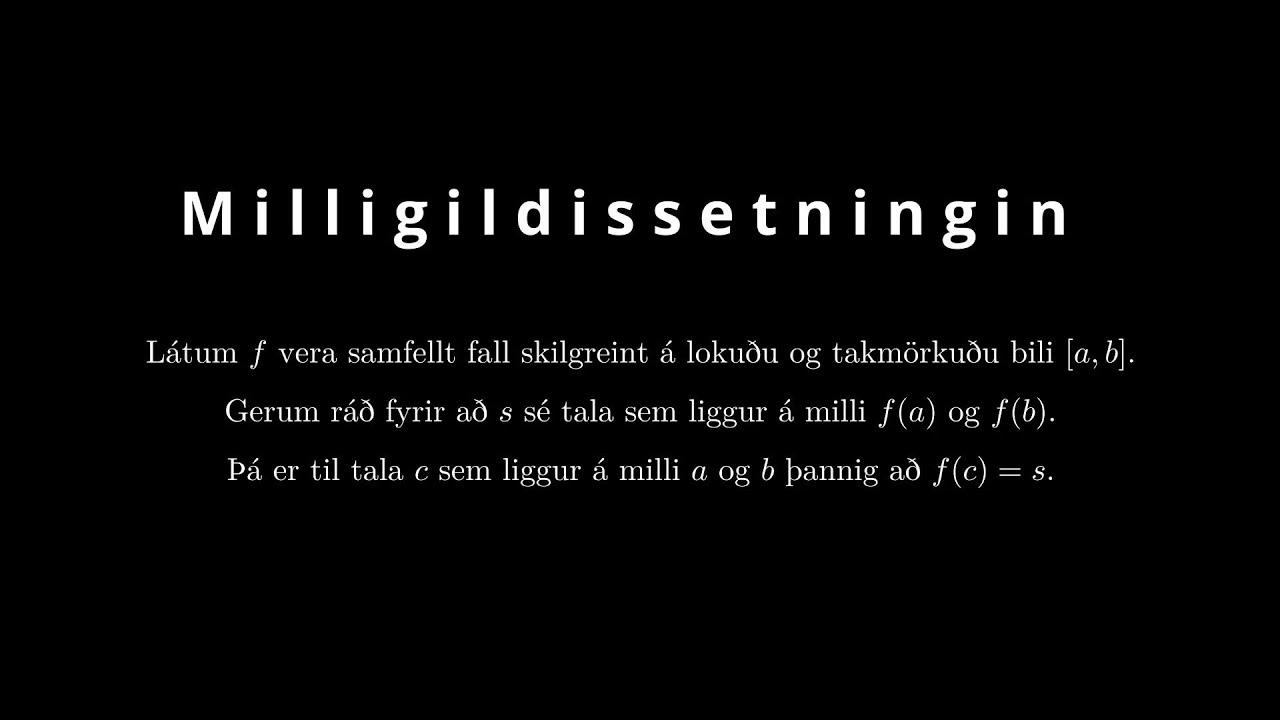 Milligildissetningin
Látum f vera samfellt fall skilgreint á lokuðu og takmörkuðu bili [a, b].
Gerum ráð fyrir að s sé tala sem liggur á milli f(a) og f(b).
Þá er til tala c sem liggur á milli a og b þannig að f(c) = s.